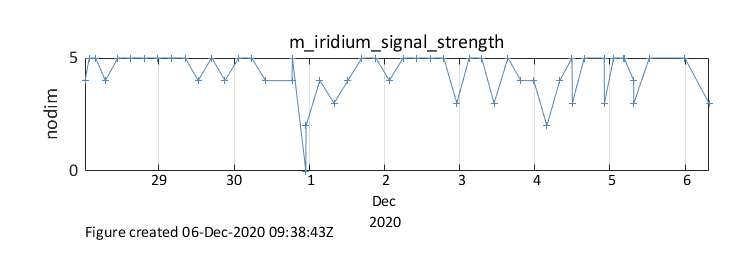 m_iridium_signal_strength
5
nodim
0
29 30 1 2 3 4 5 6
Dec
2020
Figure created 06-Dec-2020 09:38:43Z